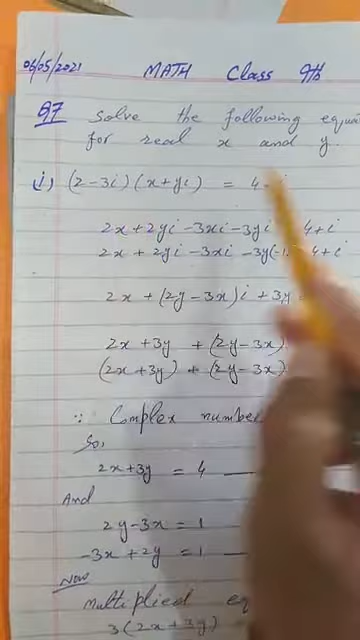 06/05/2021 MATH Class 9th
Q7 Solve the following equa
for real x and y.
i) (2-3i)(x+yi) = 4
2x+2yi-3xi-3yi 4+i
2x+2yi-3xi-3y(-1 4+i
2x+(2y-3x)i+3y
2x+3y +(2y-3x)
(2x+3y)+(2y-3x)
∵ Complex number
So,
2x+3y = 4
And
2y-3x = 1
-3x+2y = 1
Now
Multiplied eq
3(2x+3y)